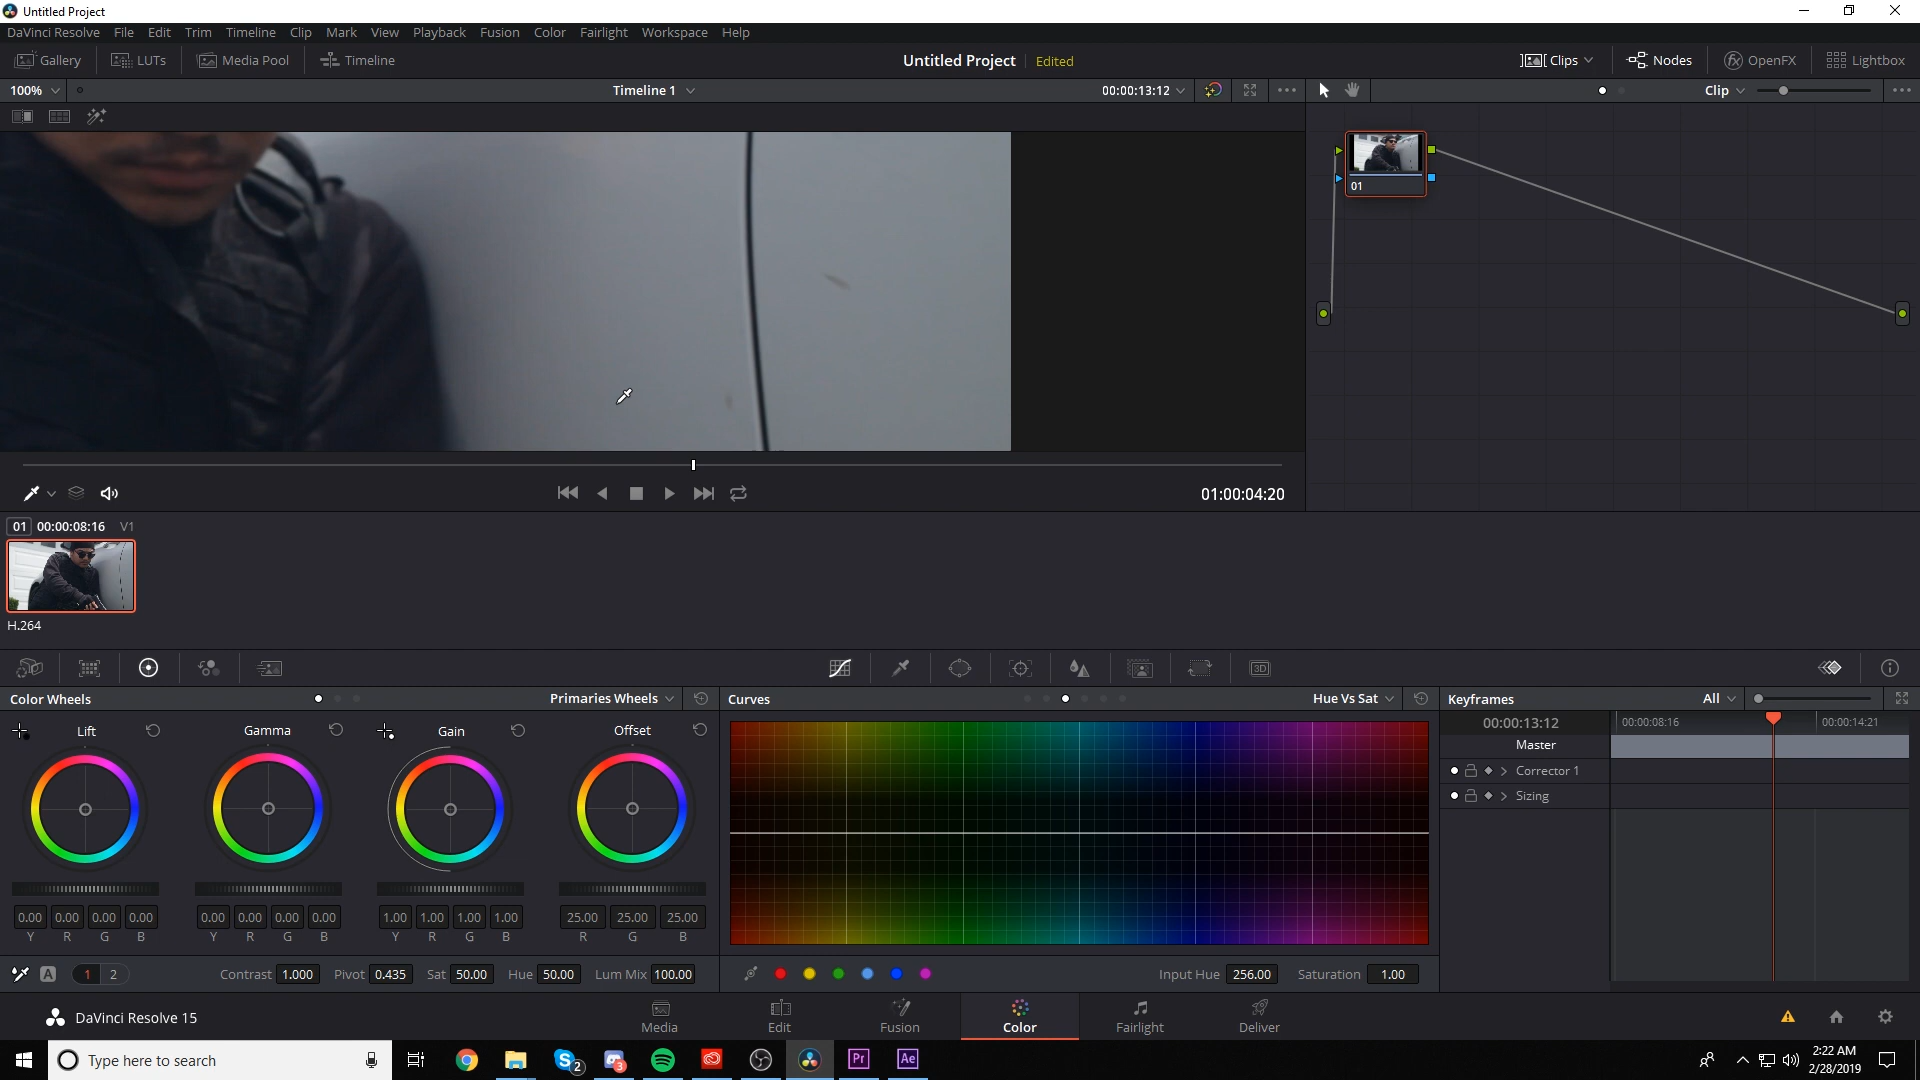 Untitled Project
DaVinci Resolve File Edit Trim Timeline Clip Mark View Playback Fusion Color Fairlight Workspace Help
Gallery LUTs Media Pool Timeline Untitled Project Edited Clips Nodes OpenFX Lightbox
100% Timeline 1 00:00:13:12 Clip
01
01:00:04:20
01 00:00:08:16 V1
H.264
3D
Color Wheels Primaries Wheels Curves Hue Vs Sat Keyframes All
Lift Gamma Gain Offset
00:00:13:12 00:00:08:16 00:00:14:21
Master
Corrector 1
Sizing
0.00 0.00 0.00 0.00 0.00 0.00 0.00 0.00 1.00 1.00 1.00 1.00 25.00 25.00 25.00
Y R G B Y R G B Y R G B R G B
A 1 2 Contrast 1.000 Pivot 0.435 Sat 50.00 Hue 50.00 Lum Mix 100.00 Input Hue 256.00 Saturation 1.00
DaVinci Resolve 15 Media Edit Fusion Color Fairlight Deliver
Type here to search S 2 3 Pr Ae 2:22 AM
2/28/2019